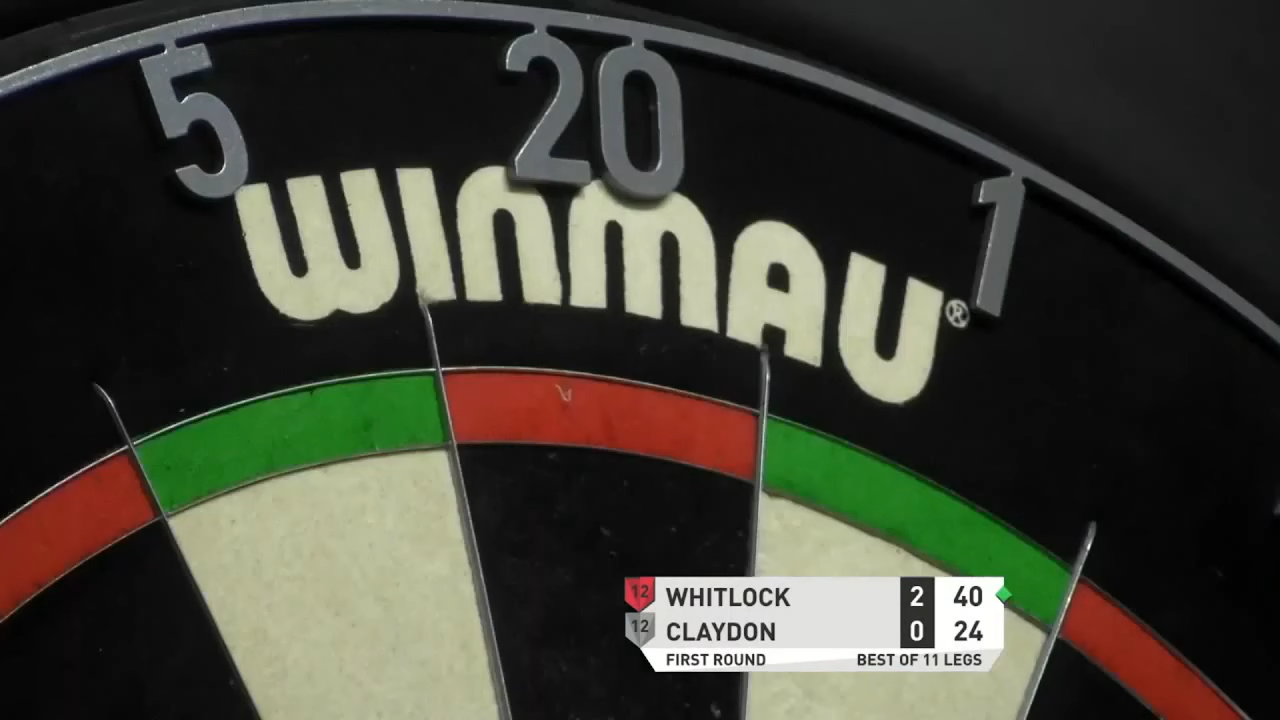 5 20 1
WINMAU®
12 WHITLOCK 2 40
12 CLAYDON 0 24
FIRST ROUND BEST OF 11 LEGS